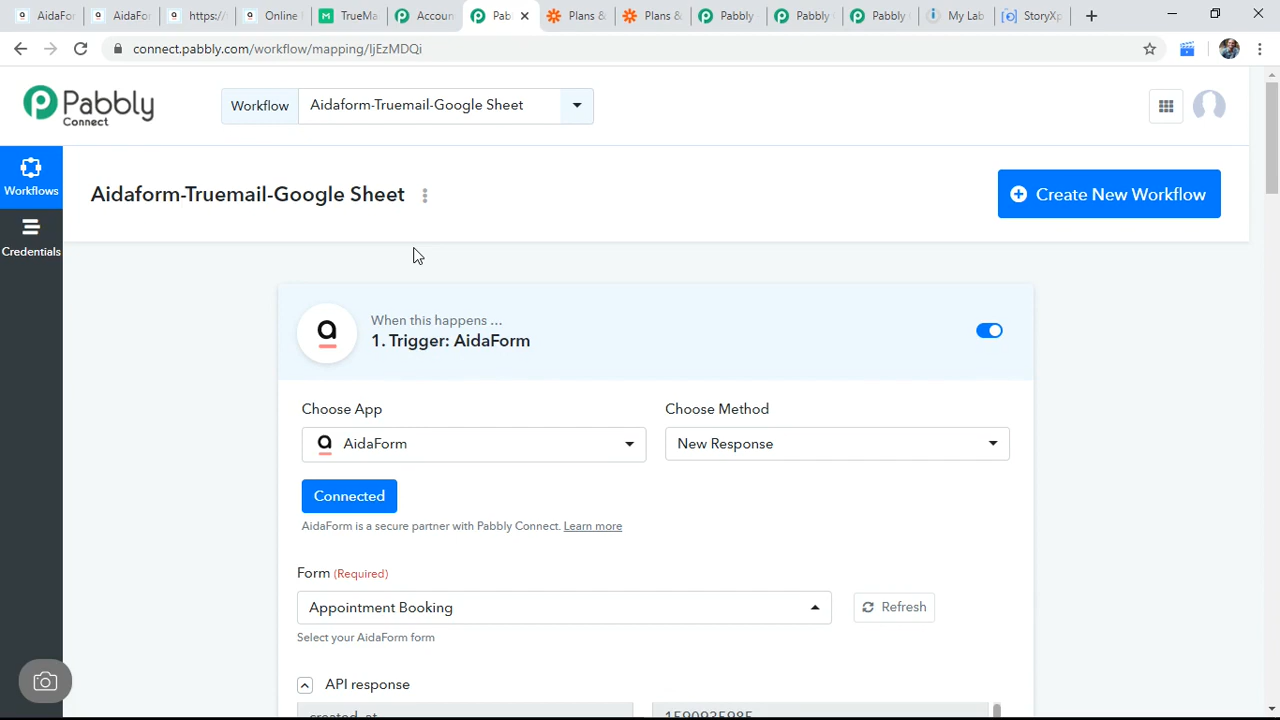 Aidafor
AidaFor
https:/
Online
TrueMa
Accoun
Pab
Plans &
Plans &
Pabbly
Pabbly
Pabbly
My Lab
StoryXp
connect.pabbly.com/workflow/mapping/IjEzMDQi
Pabbly
Connect
Workflow
Aidaform-Truemail-Google Sheet
Workflows
Aidaform-Truemail-Google Sheet
Create New Workflow
Credentials
When this happens ...
1. Trigger: AidaForm
Choose App
Choose Method
AidaForm
New Response
Connected
AidaForm is a secure partner with Pabbly Connect. Learn more
Form (Required)
Appointment Booking
Refresh
Select your AidaForm form
API response
created_at
1590935985